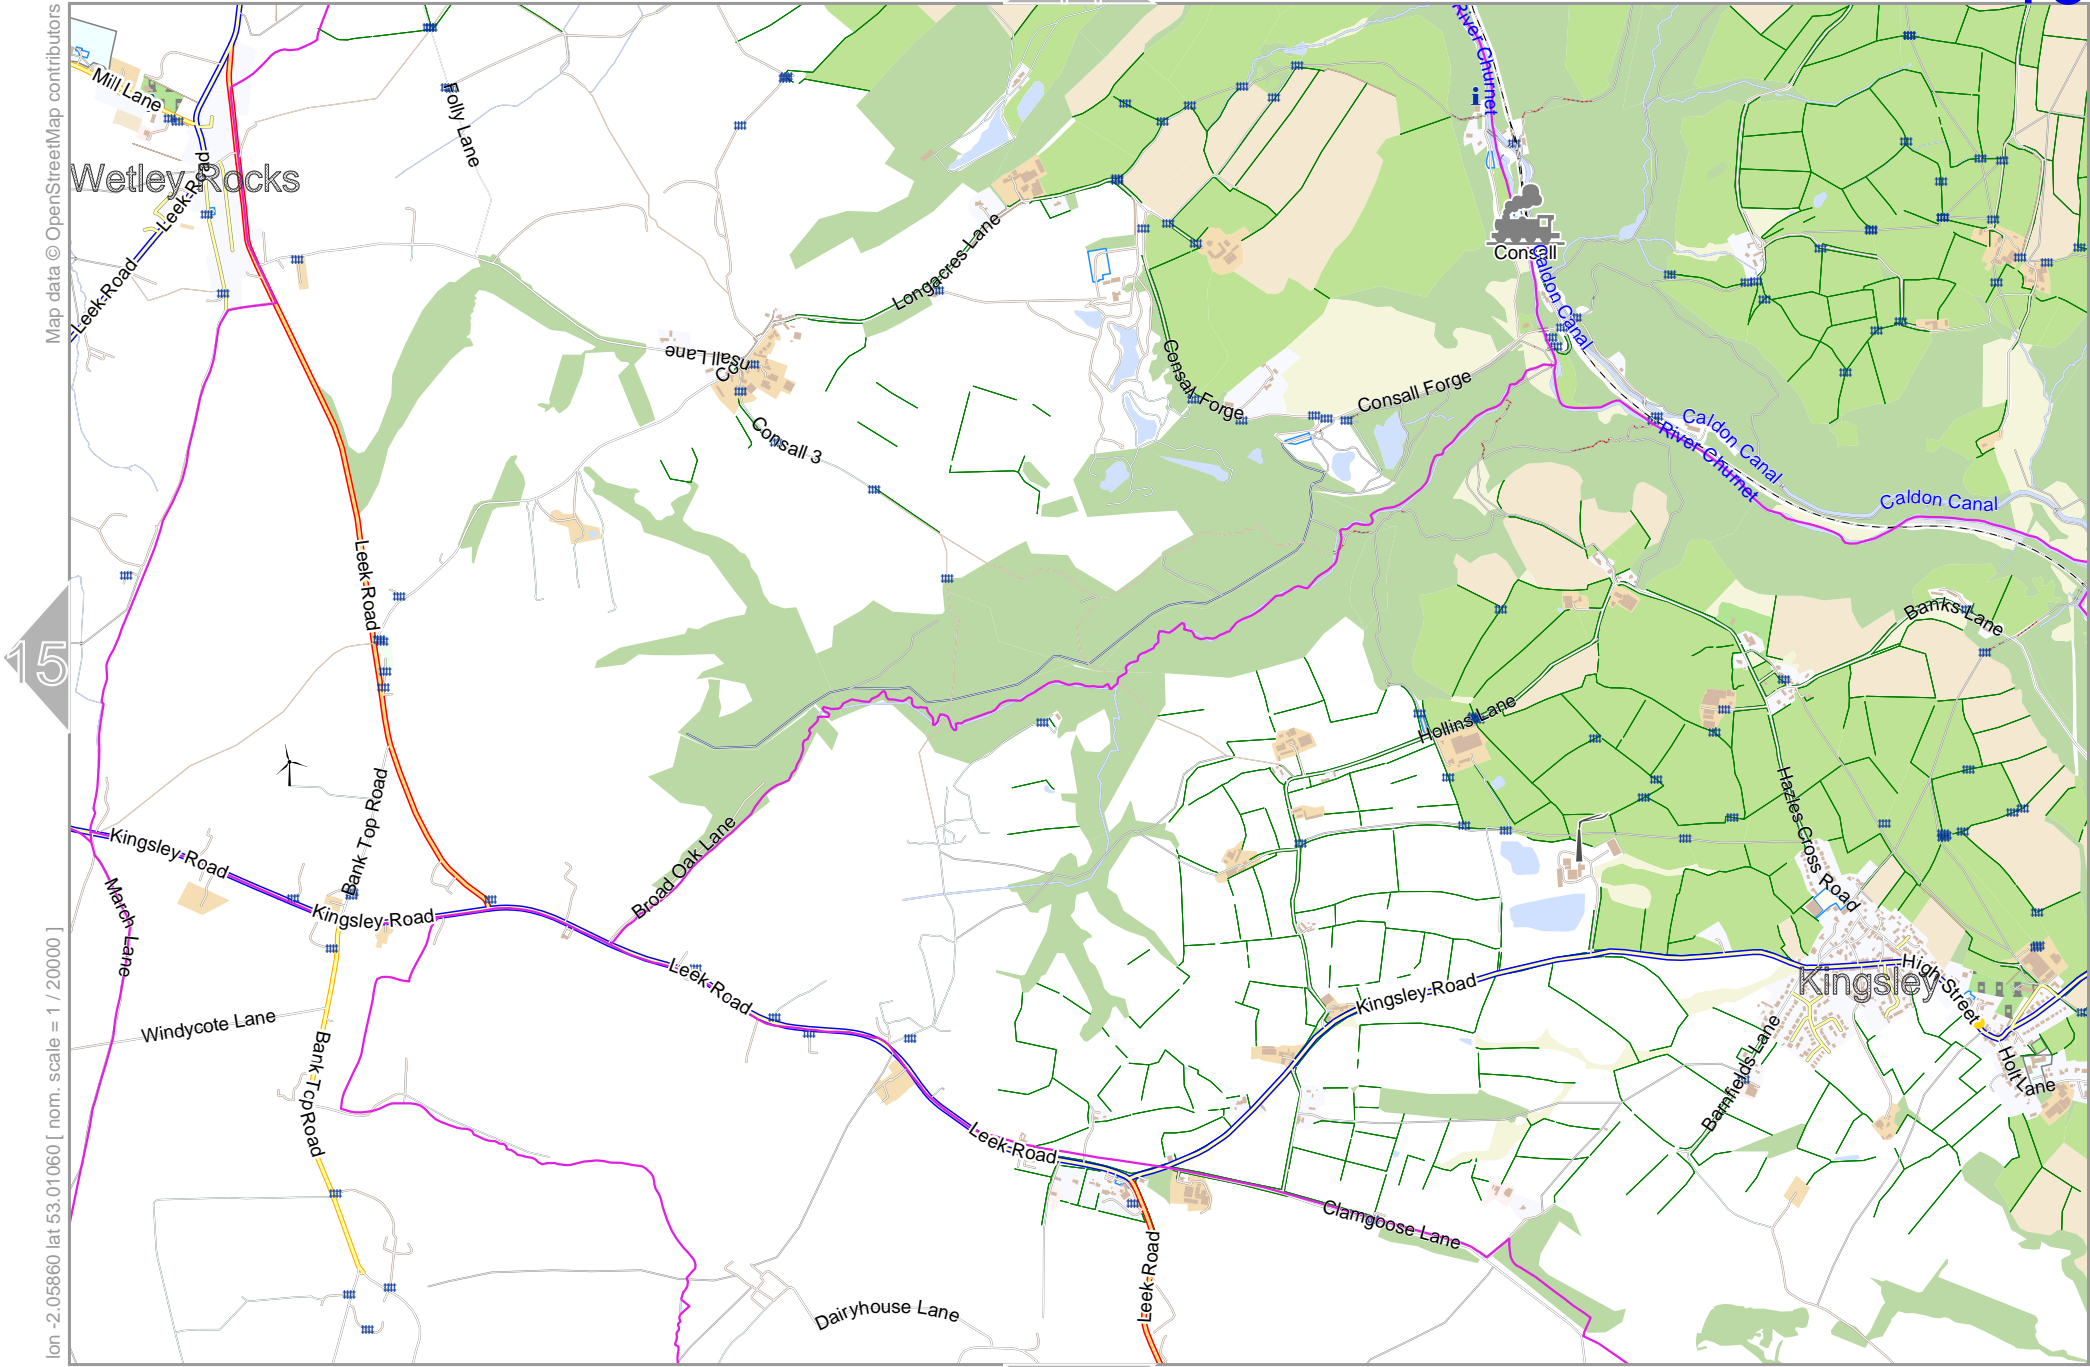 Map data © OpenStreetMap contributors
lon -2.05860 lat 53.01060 [ nom. scale = 1 / 20000 ]
15
Mill Lane
Folly Lane
Wetley Rocks
Leek Road
Leek Road
River Churnet
i
Consall
Caldon Canal
Longacres Lane
Consall Lane
Consall Forge
Consall Forge
Consall 3
Caldon Canal
River Churnet
Caldon Canal
Leek Road
Banks Lane
Hollins Lane
Bank Top Road
Hazles Cross Road
Broad Oak Lane
Kingsley Road
Kingsley Road
March Lane
Leek Road
Kingsley Road
Kingsley
High Street
Windycote Lane
Bank Top Road
Barnfields Lane
Holt Lane
Leek Road
Clamgoose Lane
Leek Road
Dairyhouse Lane